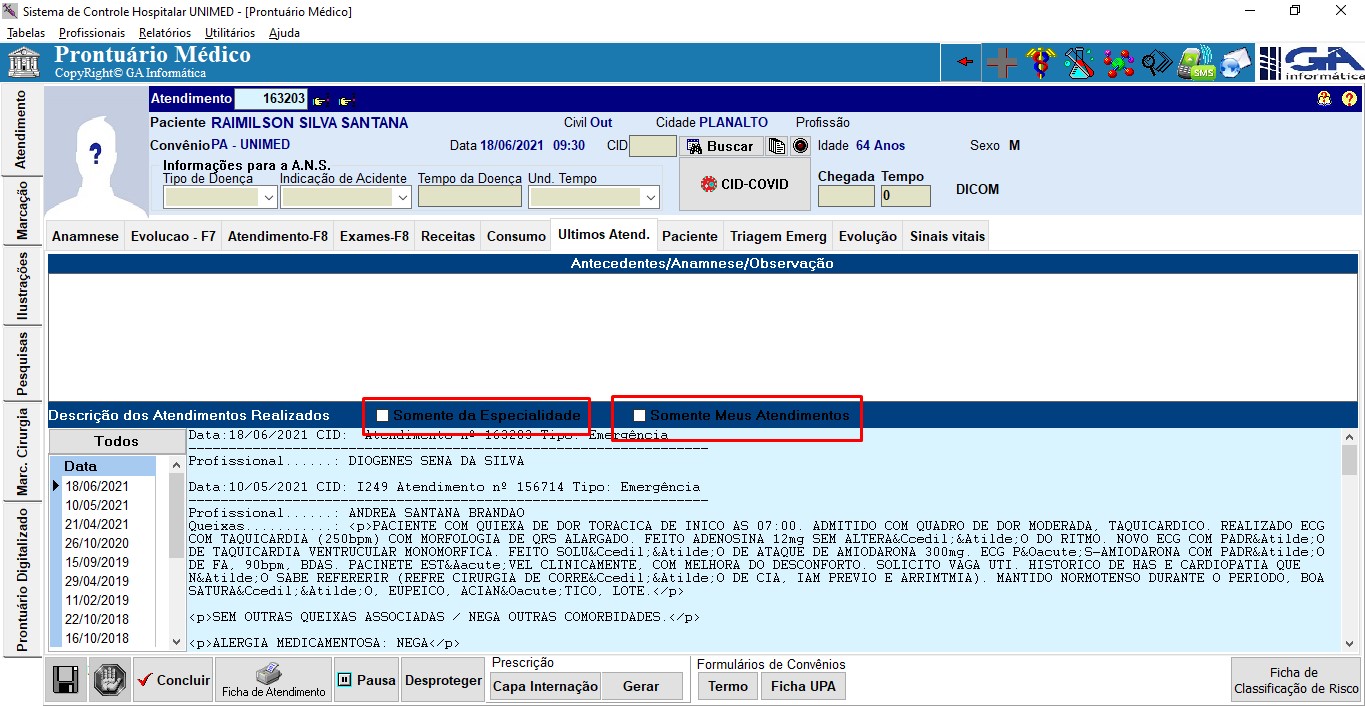 Sistema de Controle Hospitalar UNIMED - [Prontuário Médico]
Tabelas Profissionais Relatórios Utilitários Ajuda
Prontuário Médico
CopyRight© GA Informática
SMS
GA
informática
Atendimento
Marcação
Ilustrações
Pesquisas
Marc. Cirurgia
Prontuário Digitalizado
?
Atendimento 163203
Paciente RAIMILSON SILVA SANTANA Civil Out Cidade PLANALTO Profissão
Convênio PA - UNIMED Data 18/06/2021 09:30 CID Buscar Idade 64 Anos Sexo M
Informações para a A.N.S.
Tipo de Doença Indicação de Acidente Tempo da Doença Und. Tempo
CID-COVID
Chegada Tempo
0
DICOM
Anamnese Evolucao - F7 Atendimento-F8 Exames-F8 Receitas Consumo Ultimos Atend. Paciente Triagem Emerg Evolução Sinais vitais
Antecedentes/Anamnese/Observação
Descrição dos Atendimentos Realizados Somente da Especialidade Somente Meus Atendimentos
Todos
Data
18/06/2021
10/05/2021
21/04/2021
26/10/2020
15/09/2019
29/04/2019
11/02/2019
22/10/2018
16/10/2018
Data:18/06/2021 CID: Atendimento nº 163203 Tipo: Emergência
Profissional......: DIOGENES SENA DA SILVA
Data:10/05/2021 CID: I249 Atendimento nº 156714 Tipo: Emergência
Profissional......: ANDREA SANTANA BRANDAO
Queixas...........: <p>PACIENTE COM QUIEXA DE DOR TORACICA DE INICO AS 07:00. ADMITIDO COM QUADRO DE DOR MODERADA, TAQUICARDICO. REALIZADO ECG
COM TAQUICARDIA (250bpm) COM MORFOLOGIA DE QRS ALARGADO. FEITO ADENOSINA 12mg SEM ALTERA&Ccedil;&Atilde;O DO RITMO. NOVO ECG COM PADR&Atilde;O
DE TAQUICARDIA VENTRUCULAR MONOMORFICA. FEITO SOLU&Ccedil;&Atilde;O DE ATAQUE DE AMIODARONA 300mg. ECG P&Oacute;S-AMIODARONA COM PADR&Atilde;O
DE FA, 90bpm, BDAS. PACINETE EST&Aacute;VEL CLINICAMENTE, COM MELHORA DO DESCONFORTO. SOLICITO VAGA UTI. HISTORICO DE HAS E CARDIOPATIA QUE
N&Atilde;O SABE REFERERIR (REFRE CIRURGIA DE CORRE&Ccedil;&Atilde;O DE CIA, IAM PREVIO E ARRIMTMIA). MANTIDO NORMOTENSO DURANTE O PERIODO, BOA
SATURA&Ccedil;&Atilde;O, EUPEICO, ACIAN&Oacute;TICO, LOTE.</p>
<p>SEM OUTRAS QUEIXAS ASSOCIADAS / NEGA OUTRAS COMORBIDADES.</p>
<p>ALERGIA MEDICAMENTOSA: NEGA</p>
Concluir Ficha de Atendimento Pausa Desproteger
Prescrição
Capa Internação Gerar
Formulários de Convênios
Termo Ficha UPA
Ficha de
Classificação de Risco